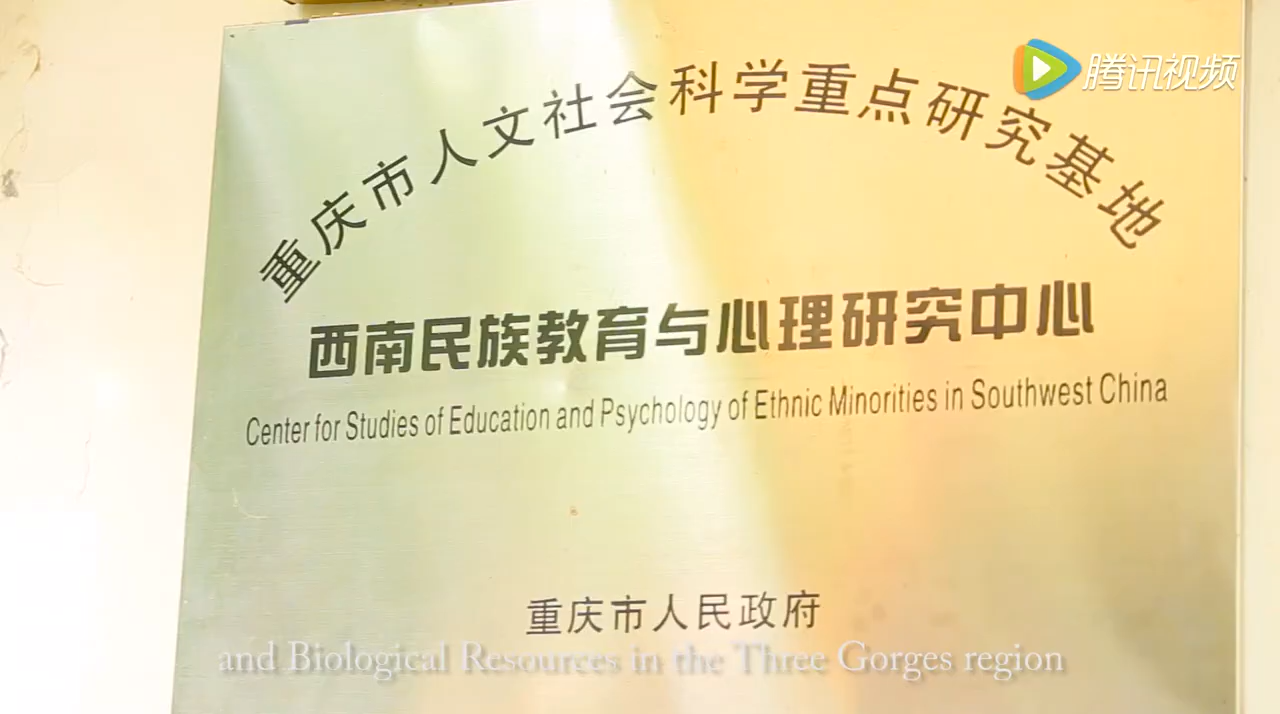 腾讯视频
重庆市人文社会科学重点研究基地
西南民族教育与心理研究中心
Center for Studies of Education and Psychology of Ethnic Minorities in Southwest China
重庆市人民政府
and Biological Resources in the Three Gorges region